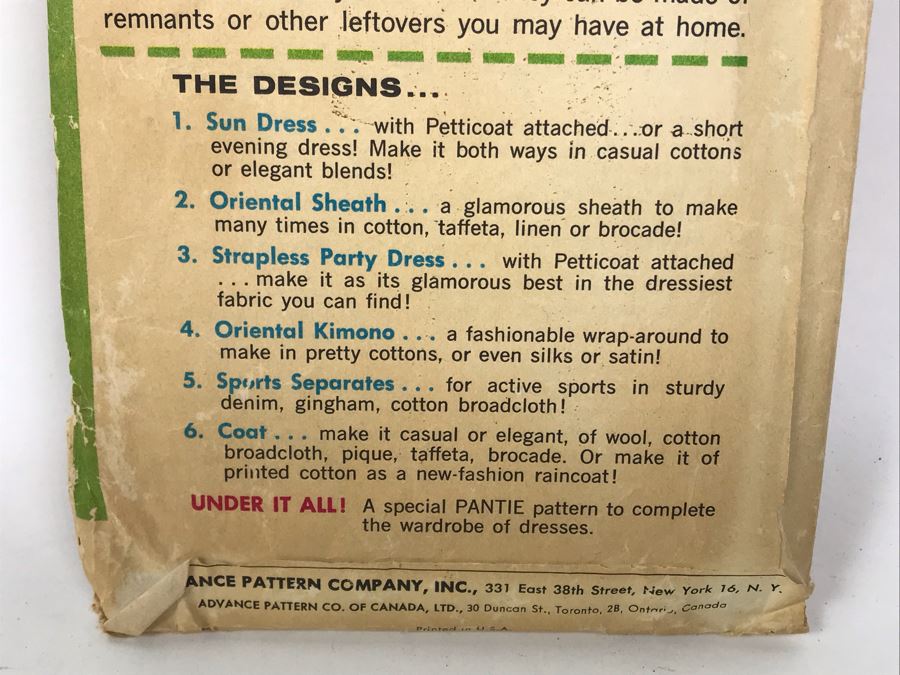 can be made of
remnants or other leftovers you may have at home.
THE DESIGNS...
1. Sun Dress... with Petticoat attached...or a short
evening dress! Make it both ways in casual cottons
or elegant blends!
2. Oriental Sheath... a glamorous sheath to make
many times in cotton, taffeta, linen or brocade!
3. Strapless Party Dress... with Petticoat attached
...make it as its glamorous best in the dressiest
fabric you can find!
4. Oriental Kimono... a fashionable wrap-around to
make in pretty cottons, or even silks or satin!
5. Sports Separates... for active sports in sturdy
denim, gingham, cotton broadcloth!
6. Coat... make it casual or elegant, of wool, cotton
broadcloth, pique, taffeta, brocade. Or make it of
printed cotton as a new-fashion raincoat!
UNDER IT ALL! A special PANTIE pattern to complete
the wardrobe of dresses.
ANCE PATTERN COMPANY, INC., 331 East 38th Street, New York 16, N. Y.
ADVANCE PATTERN CO. OF CANADA, LTD., 30 Duncan St., Toronto, 2B, Ontario, Canada
Printed in U.S.A.